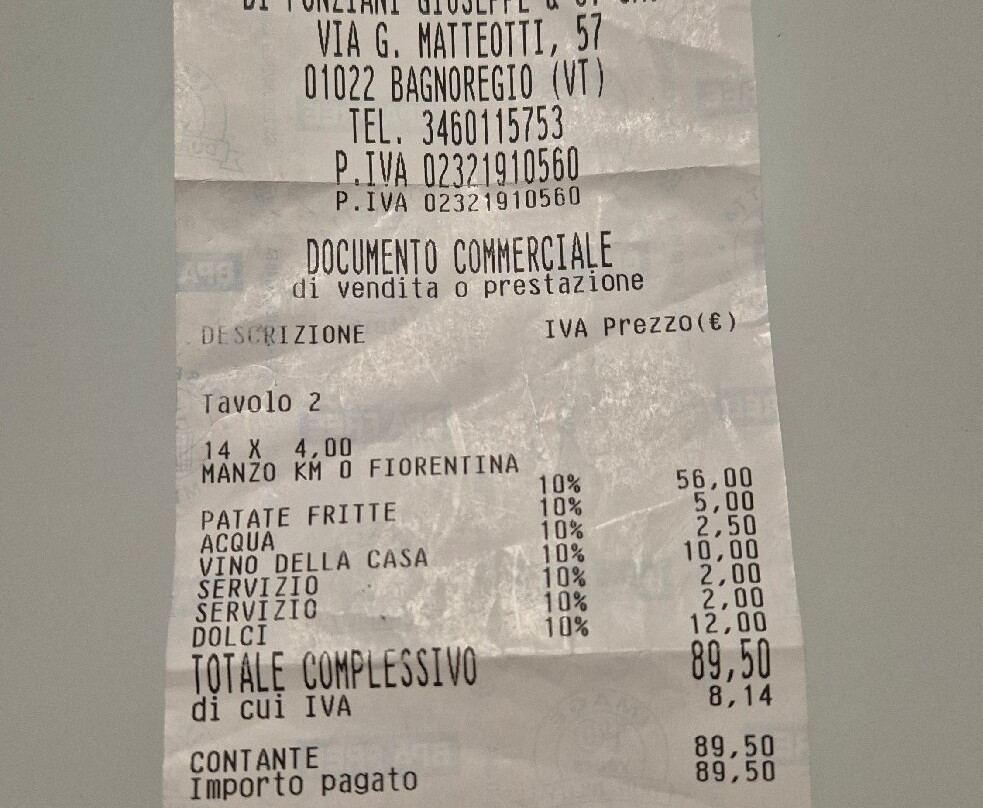 DI PONZIANI GIUSEPPE & C.
VIA G. MATTEOTTI, 57
01022 BAGNOREGIO (VT)
TEL. 3460115753
P.IVA 02321910560
P.IVA 02321910560
DOCUMENTO COMMERCIALE
di vendita o prestazione
DESCRIZIONE IVA Prezzo(€)
Tavolo 2
14 X 4,00
MANZO KM 0 FIORENTINA 10% 56,00
PATATE FRITTE 10% 5,00
ACQUA 10% 2,50
VINO DELLA CASA 10% 10,00
SERVIZIO 10% 2,00
SERVIZIO 10% 2,00
DOLCI 10% 12,00
TOTALE COMPLESSIVO 89,50
di cui IVA 8,14
CONTANTE 89,50
Importo pagato 89,50